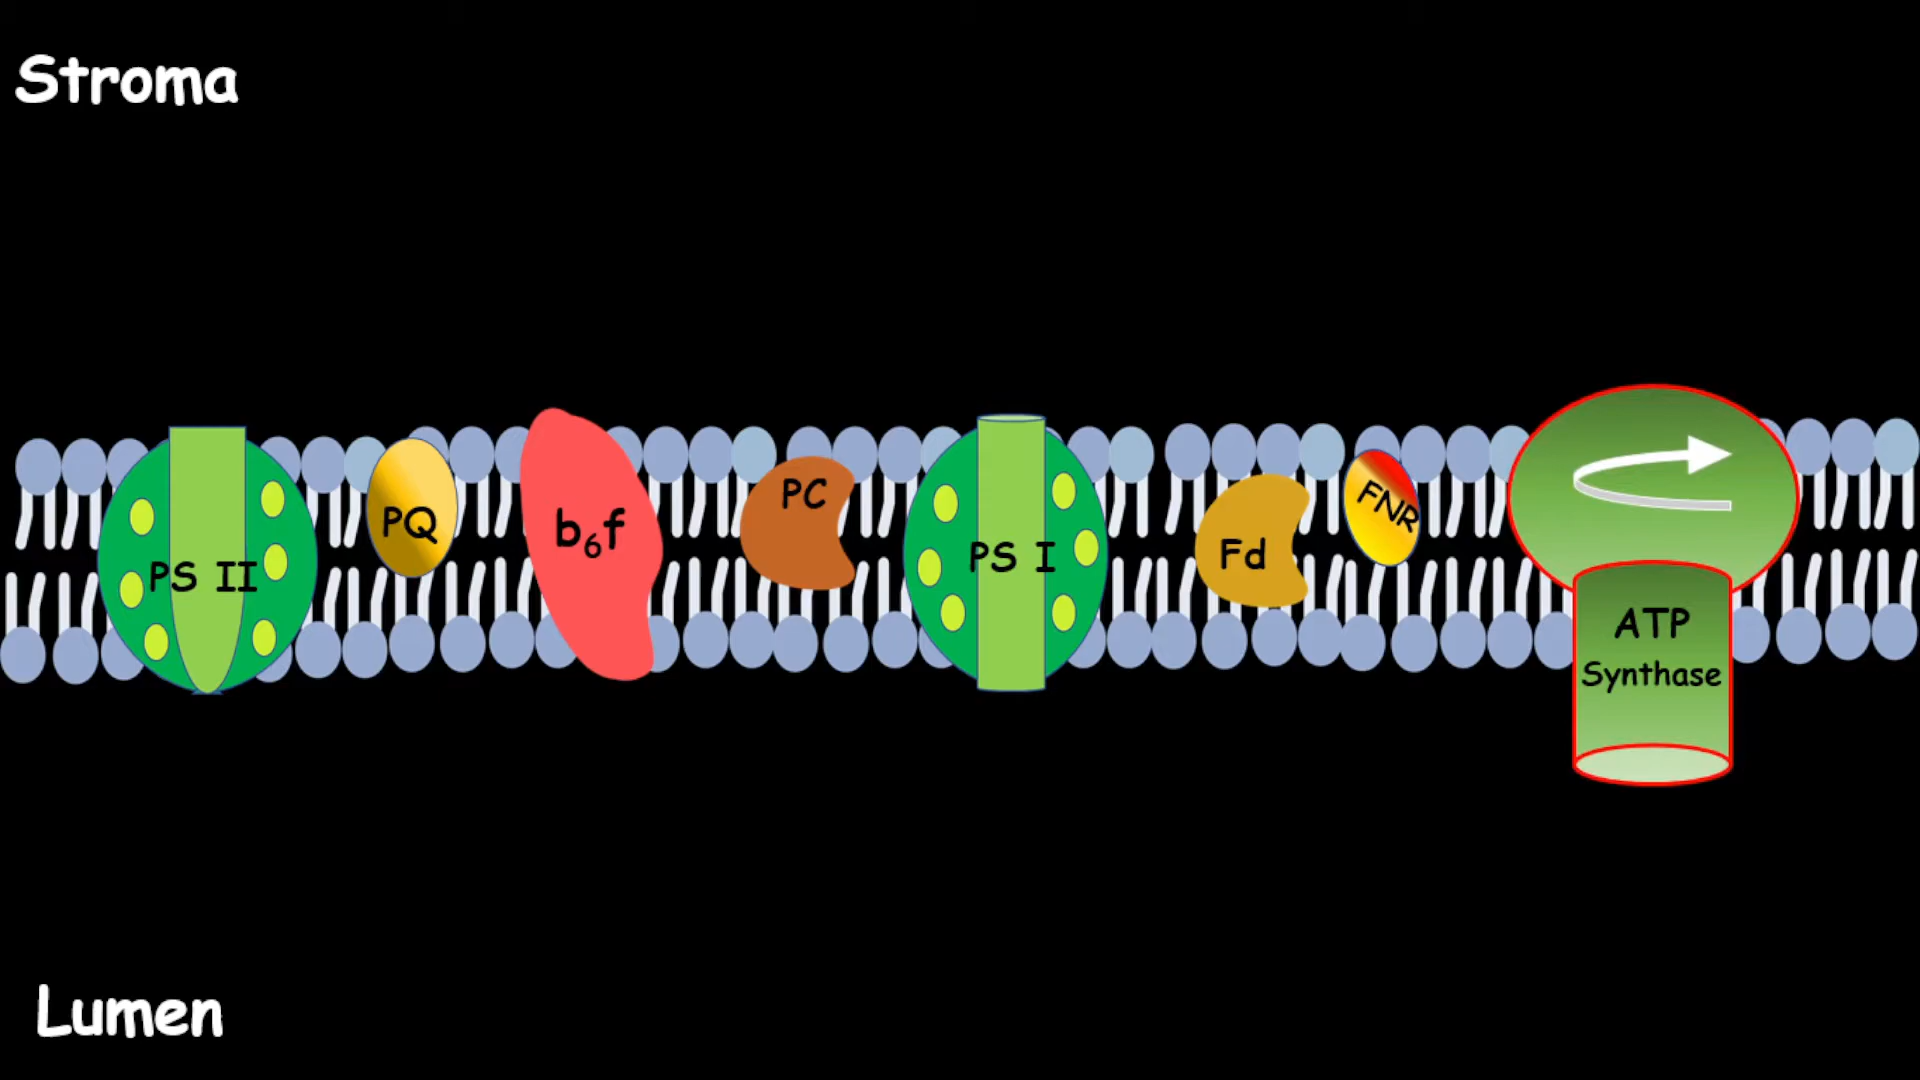 Stroma
PS II
PQ
b₆f
PC
PS I
Fd
FNR
ATP
Synthase
Lumen